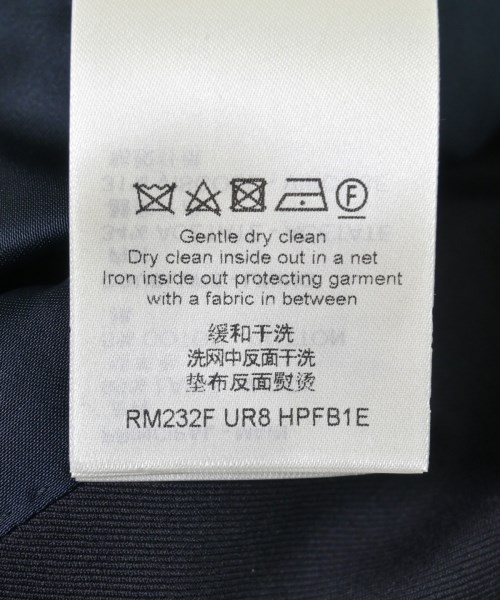 F
Gentle dry clean
Dry clean inside out in a net
Iron inside out protecting garment
with a fabric in between
缓和干洗
洗网中反面干洗
垫布反面熨烫
RM232F UR8 HPFB1E